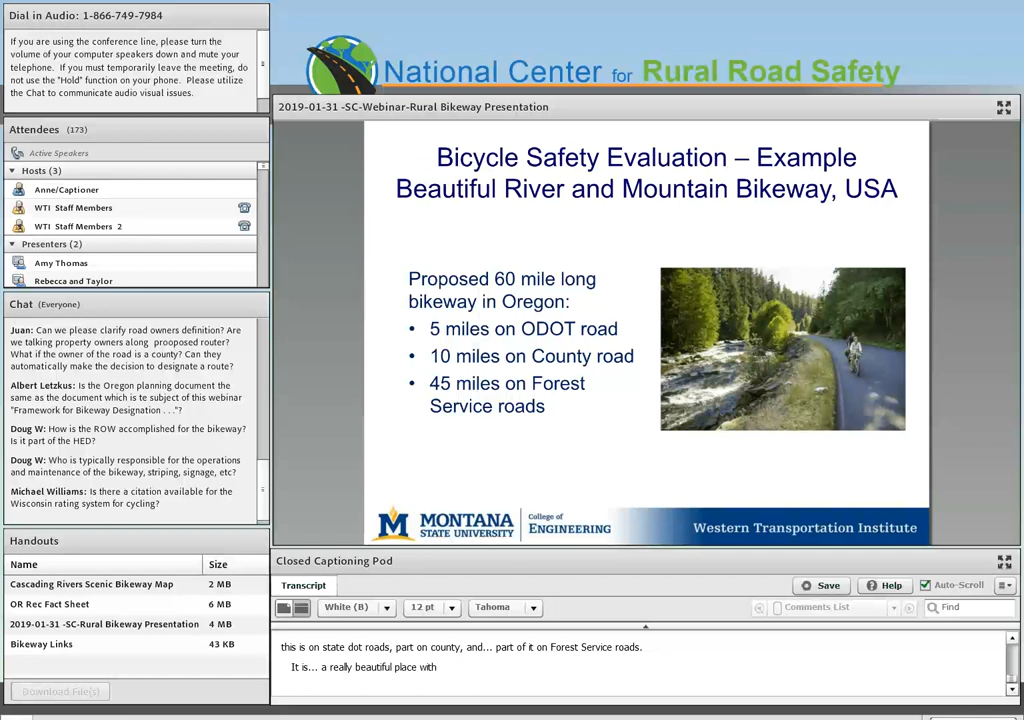 Dial in Audio: 1-866-749-7984
If you are using the conference line, please turn the
volume of your computer speakers down and mute your
telephone. If you must temporarily leave the meeting, do
not use the "Hold" function on your phone. Please utilize
the Chat to communicate audio visual issues.
Attendees (173)
Active Speakers
Hosts (3)
Anne/Captioner
WTI Staff Members
WTI Staff Members 2
Presenters (2)
Amy Thomas
Rebecca and Taylor
Chat (Everyone)
Juan: Can we please clarify road owners definition? Are
we talking property owners along prooposed router?
What if the owner of the road is a county? Can they
automatically make the decision to designate a route?
Albert Letzkus: Is the Oregon planning document the
same as the document which is te subject of this webinar
"Framework for Bikeway Designation . . ."?
Doug W: How is the ROW accomplished for the bikeway?
Is it part of the HED?
Doug W: Who is typically responsible for the operations
and maintenance of the bikeway, striping, signage, etc?
Michael Williams: Is there a citation available for the
Wisconsin rating system for cycling?
Handouts
Name Size
Cascading Rivers Scenic Bikeway Map 2 MB
OR Rec Fact Sheet 6 MB
2019-01-31 -SC-Rural Bikeway Presentation 4 MB
Bikeway Links 43 KB
Download File(s)
National Center for Rural Road Safety
2019-01-31 -SC-Webinar-Rural Bikeway Presentation
Bicycle Safety Evaluation – Example
Beautiful River and Mountain Bikeway, USA
Proposed 60 mile long
bikeway in Oregon:
• 5 miles on ODOT road
• 10 miles on County road
• 45 miles on Forest
Service roads
M MONTANA
STATE UNIVERSITY
College of
ENGINEERING
Western Transportation Institute
Closed Captioning Pod
Transcript
Save
Help
Auto-Scroll
White (B)
12 pt
Tahoma
Comments List
Find
this is on state dot roads, part on county, and... part of it on Forest Service roads.
It is... a really beautiful place with